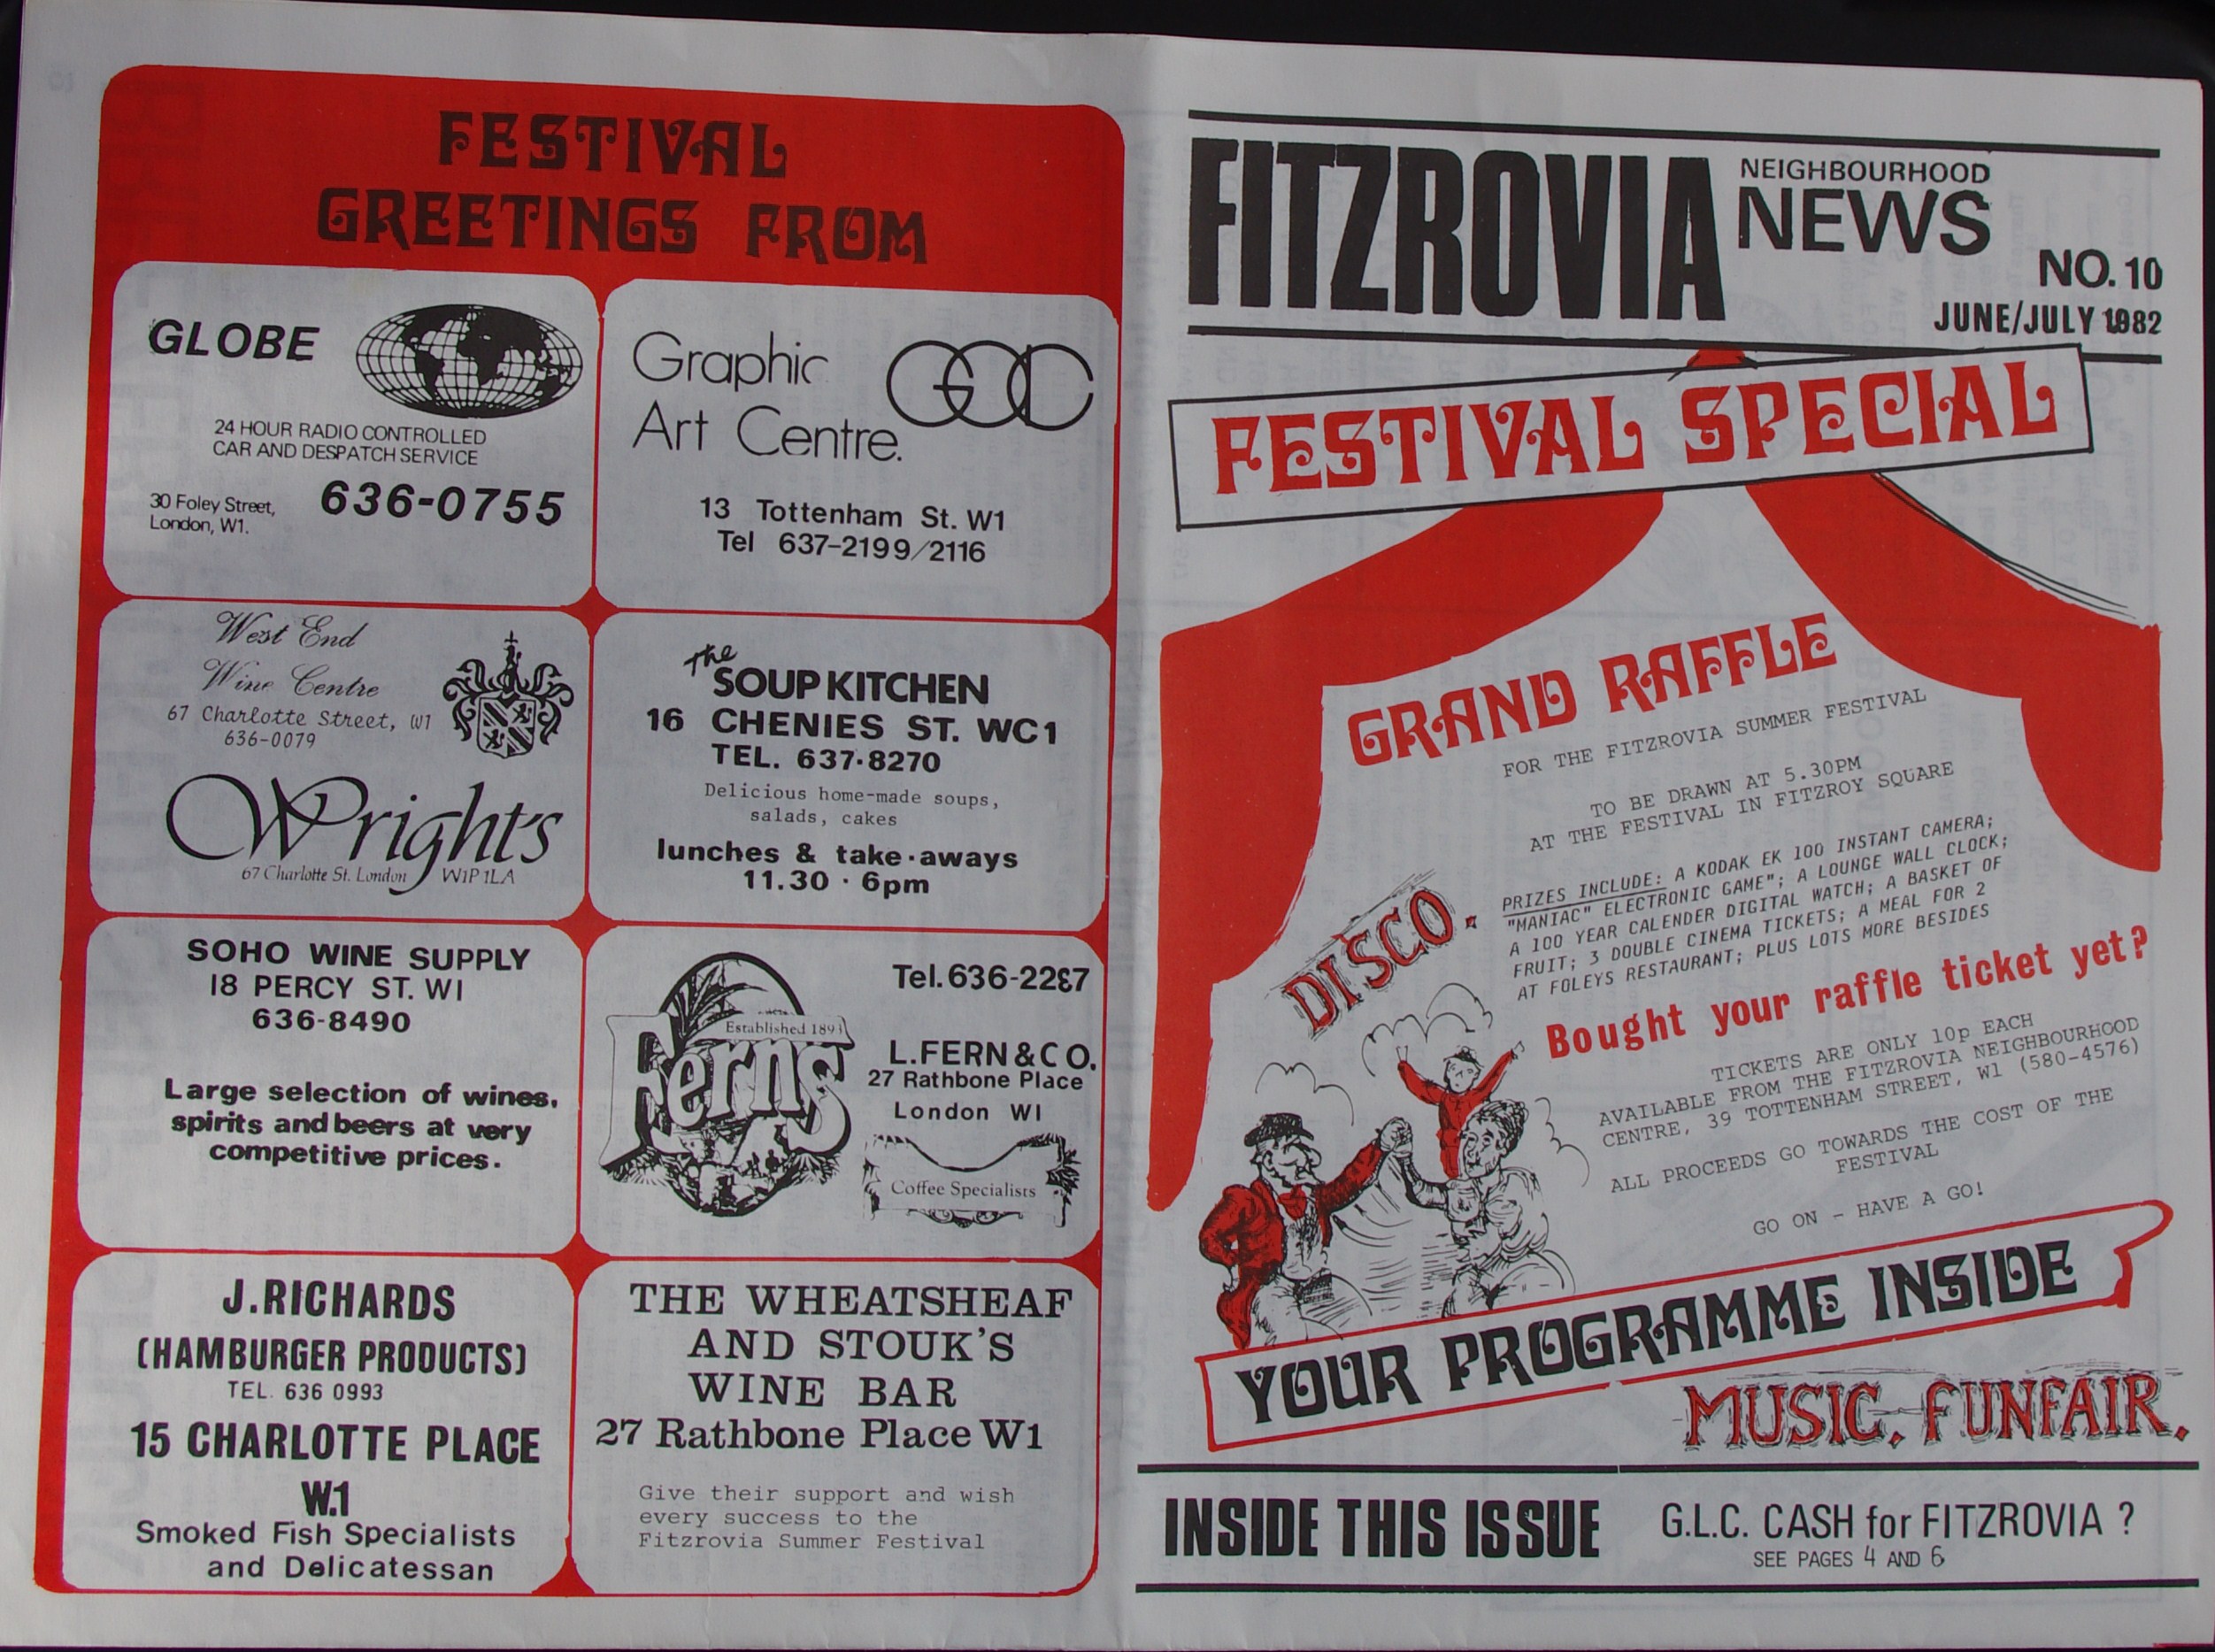 FESTIVAL
GREETINGS FROM
GLOBE
24 HOUR RADIO CONTROLLED
CAR AND DESPATCH SERVICE
30 Foley Street,
London, W1.
636-0755
Graphic
Art Centre.
GAC
13 Tottenham St. W1
Tel 637-2199/2116
West End
Wine Centre
67 Charlotte Street, W1
636-0079
Wright's
67 Charlotte St. London W1P 1LA
the
SOUP KITCHEN
16 CHENIES ST. WC1
TEL. 637·8270
Delicious home-made soups,
salads, cakes
lunches & take·aways
11.30 · 6pm
SOHO WINE SUPPLY
18 PERCY ST. W1
636-8490
Large selection of wines,
spirits and beers at very
competitive prices.
Established 1893
Ferns
Tel. 636-2287
L.FERN & CO.
27 Rathbone Place
London W1
Coffee Specialists
J.RICHARDS
(HAMBURGER PRODUCTS)
TEL. 636 0993
15 CHARLOTTE PLACE
W.1
Smoked Fish Specialists
and Delicatessan
THE WHEATSHEAF
AND STOUK'S
WINE BAR
27 Rathbone Place W1
Give their support and wish
every success to the
Fitzrovia Summer Festival
FITZROVIA
NEIGHBOURHOOD
NEWS
NO. 10
JUNE/JULY 1982
FESTIVAL SPECIAL
GRAND RAFFLE
FOR THE FITZROVIA SUMMER FESTIVAL
TO BE DRAWN AT 5.30PM
AT THE FESTIVAL IN FITZROY SQUARE
PRIZES INCLUDE: A KODAK EK 100 INSTANT CAMERA;
"MANIAC" ELECTRONIC GAME"; A LOUNGE WALL CLOCK;
A 100 YEAR CALENDER DIGITAL WATCH; A BASKET OF
FRUIT; 3 DOUBLE CINEMA TICKETS; A MEAL FOR 2
AT FOLEYS RESTAURANT; PLUS LOTS MORE BESIDES
DISCO.
Bought your raffle ticket yet?
TICKETS ARE ONLY 10p EACH
AVAILABLE FROM THE FITZROVIA NEIGHBOURHOOD
CENTRE, 39 TOTTENHAM STREET, W1 (580-4576)
ALL PROCEEDS GO TOWARDS THE COST OF THE
FESTIVAL
GO ON - HAVE A GO!
YOUR PROGRAMME INSIDE
MUSIC. FUNFAIR.
INSIDE THIS ISSUE
G.L.C. CASH for FITZROVIA ?
SEE PAGES 4 AND 6